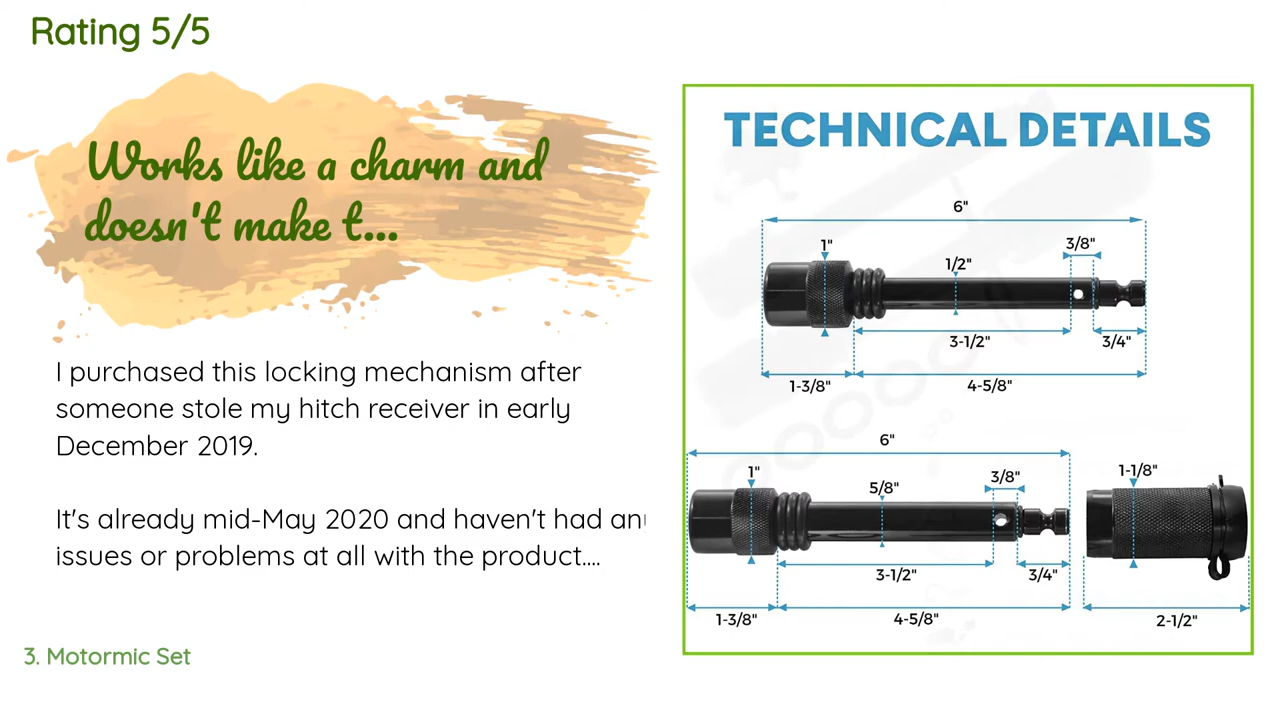 Rating 5/5
Works like a charm and
doesn't make t...
I purchased this locking mechanism after
someone stole my hitch receiver in early
December 2019.
It's already mid-May 2020 and haven't had
issues or problems at all with the product....
3. Motormic Set
TECHNICAL DETAILS
6"
1"
1/2"
3/8"
3-1/2"
3/4"
1-3/8"
4-5/8"
6"
1"
5/8"
3/8"
1-1/8"
3-1/2"
3/4"
1-3/8"
4-5/8"
2-1/2"